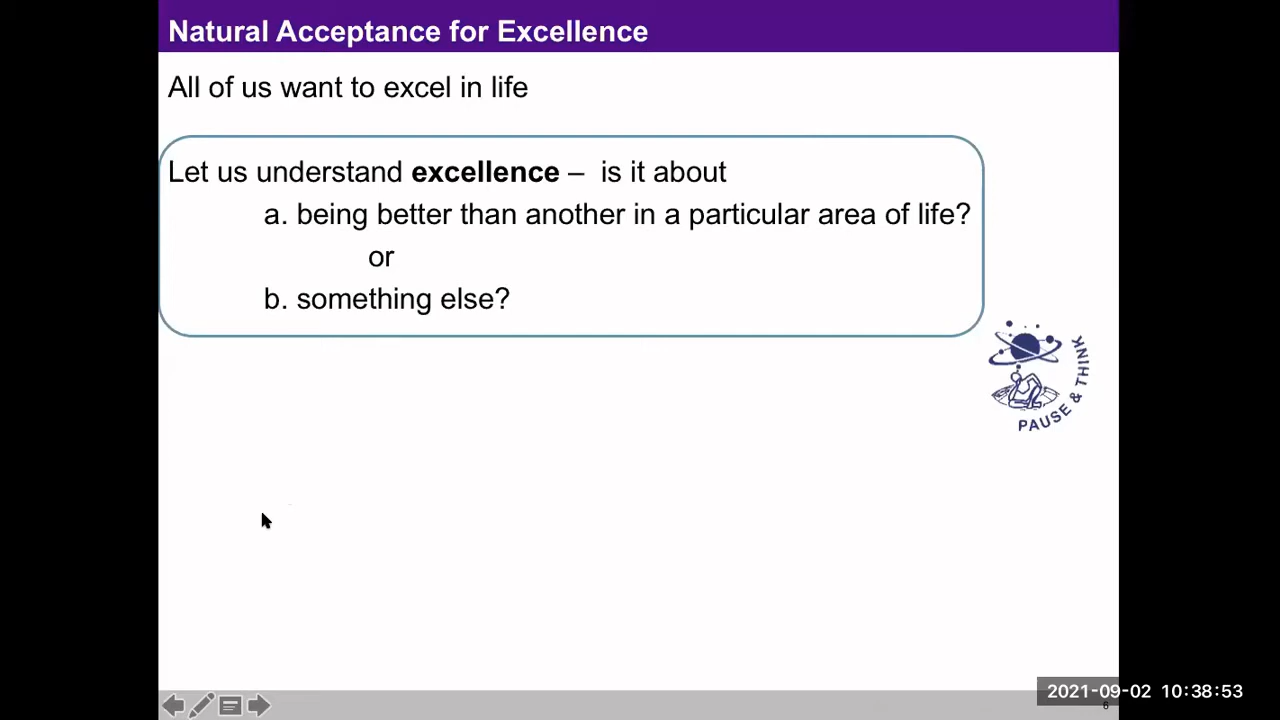 Natural Acceptance for Excellence
All of us want to excel in life
Let us understand excellence – is it about
a. being better than another in a particular area of life?
or
b. something else?
PAUSE & THINK
2021-09-02 10:38:53
6